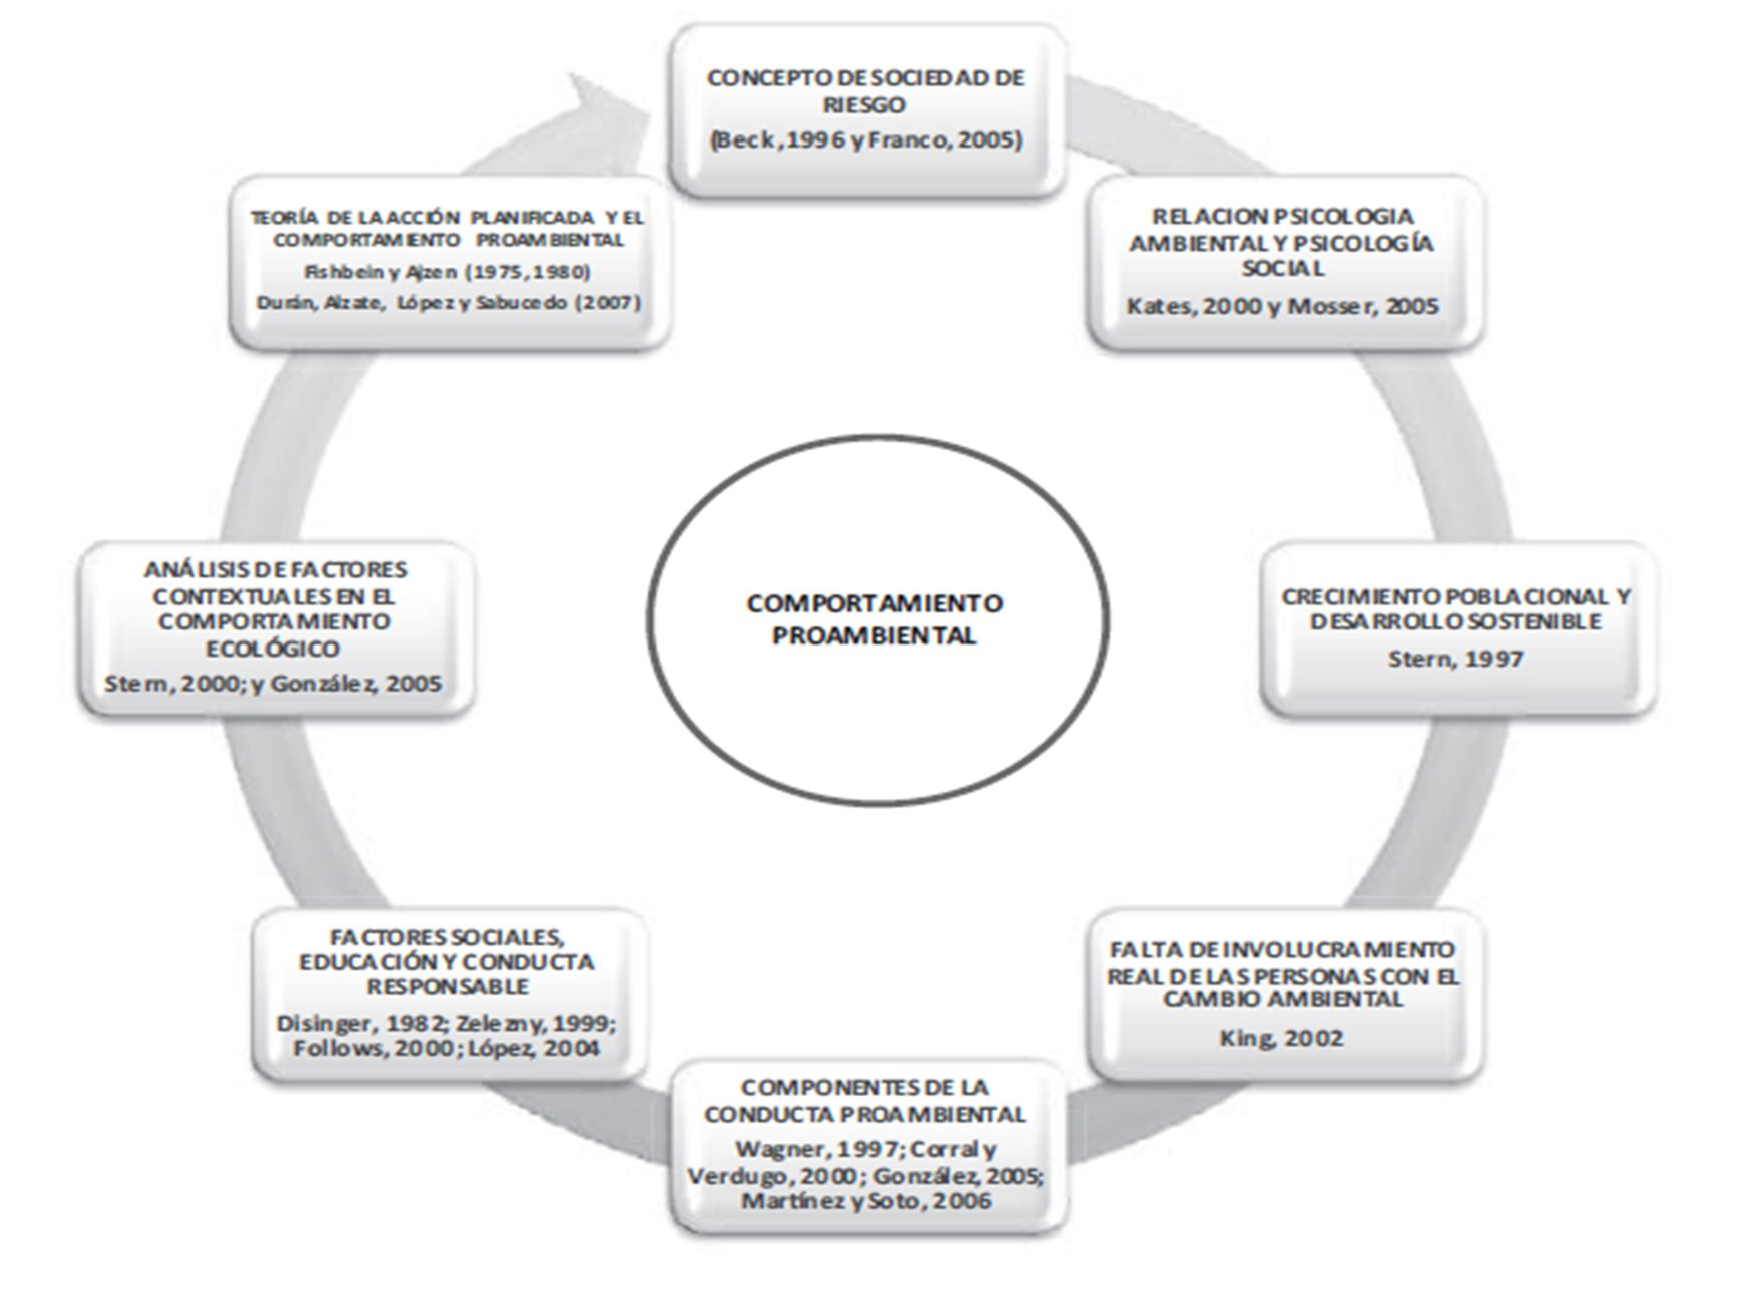 CONCEPTO DE SOCIEDAD DE
RIESGO
(Beck,1996 y Franco, 2005)
RELACION PSICOLOGIA
AMBIENTAL Y PSICOLOGÍA
SOCIAL
Kates, 2000 y Mosser, 2005
CRECIMIENTO POBLACIONAL Y
DESARROLLO SOSTENIBLE
Stern, 1997
FALTA DE INVOLUCRAMIENTO
REAL DE LAS PERSONAS CON EL
CAMBIO AMBIENTAL
King, 2002
COMPONENTES DE LA
CONDUCTA PROAMBIENTAL
Wagner, 1997; Corral y
Verdugo, 2000; González, 2005;
Martínez y Soto, 2006
FACTORES SOCIALES,
EDUCACIÓN Y CONDUCTA
RESPONSABLE
Disinger, 1982; Zelezny, 1999;
Follows, 2000; López, 2004
ANÁLISIS DE FACTORES
CONTEXTUALES EN EL
COMPORTAMIENTO
ECOLÓGICO
Stern, 2000; y González, 2005
TEORÍA DE LA ACCIÓN PLANIFICADA Y EL
COMPORTAMIENTO PROAMBIENTAL
Fishbein y Ajzen (1975, 1980)
Durán, Alzate, López y Sabucedo (2007)
COMPORTAMIENTO
PROAMBIENTAL